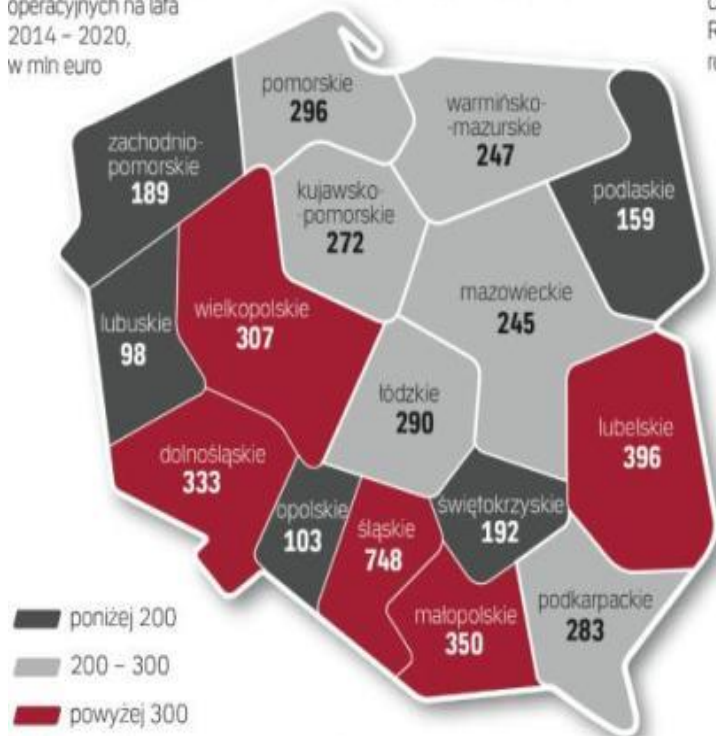 operacyjnych na lata
2014 – 2020,
w mln euro
pomorskie
296
warmińsko-
-mazurskie
247
zachodnio-
pomorskie
189
kujawsko-
pomorskie
272
podlaskie
159
mazowieckie
245
wielkopolskie
307
lubuskie
98
łódzkie
290
lubelskie
396
dolnośląskie
333
opolskie
103
śląskie
748
świętokrzyskie
192
małopolskie
350
podkarpackie
283
poniżej 200
200 – 300
powyżej 300